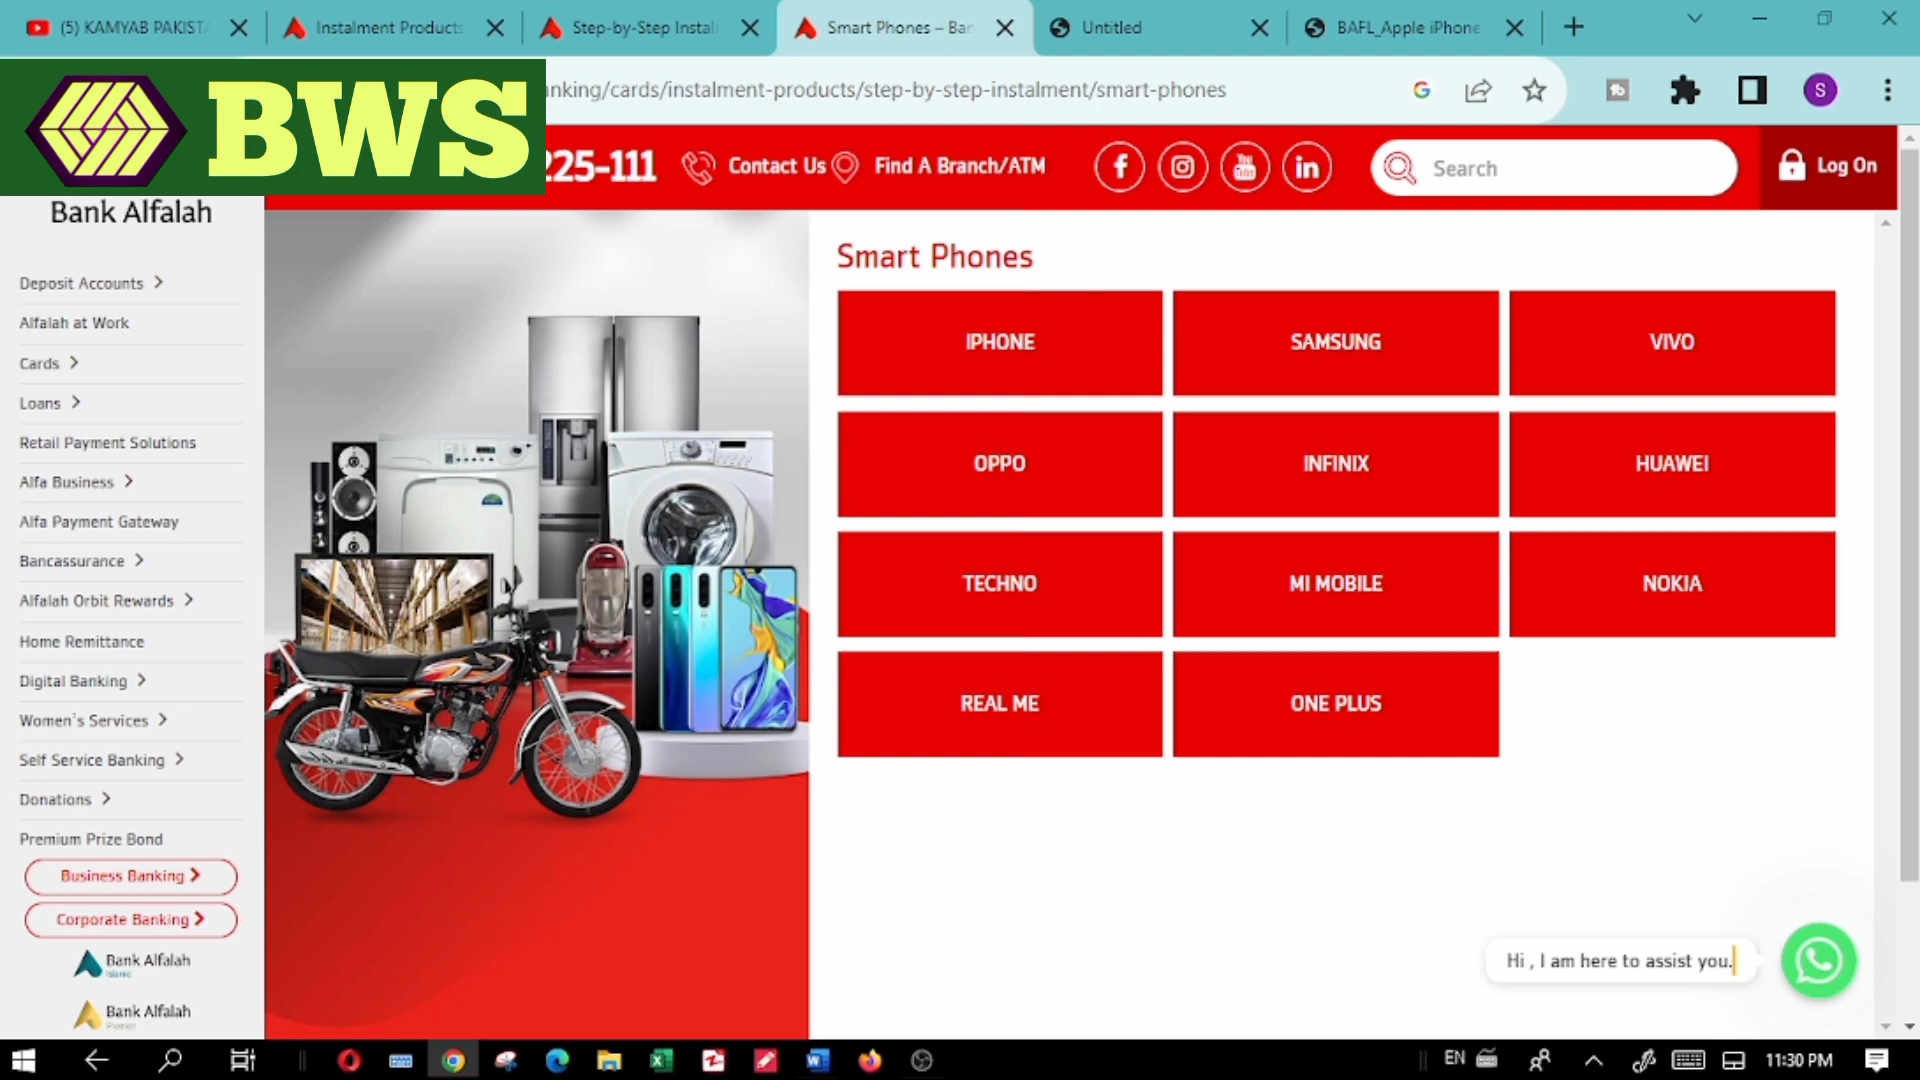 (5) KAMYAB PAKIST
Instalment Products
Step-by-Step Instal
Smart Phones – Ban
Untitled
BAFL_Apple iPhone
BWS
nking/cards/instalment-products/step-by-step-instalment/smart-phones
S
225-111
Contact Us
Find A Branch/ATM
You Tube
in
Search
Log On
Bank Alfalah
Deposit Accounts
Alfalah at Work
Cards
Loans
Retail Payment Solutions
Alfa Business
Alfa Payment Gateway
Bancassurance
Alfalah Orbit Rewards
Home Remittance
Digital Banking
Women's Services
Self Service Banking
Donations
Premium Prize Bond
Business Banking
Corporate Banking
Bank Alfalah
Islamic
Bank Alfalah
Premier
Smart Phones
IPHONE
SAMSUNG
VIVO
OPPO
INFINIX
HUAWEI
TECHNO
MI MOBILE
NOKIA
REAL ME
ONE PLUS
Hi , I am here to assist you.
EN
11:30 PM